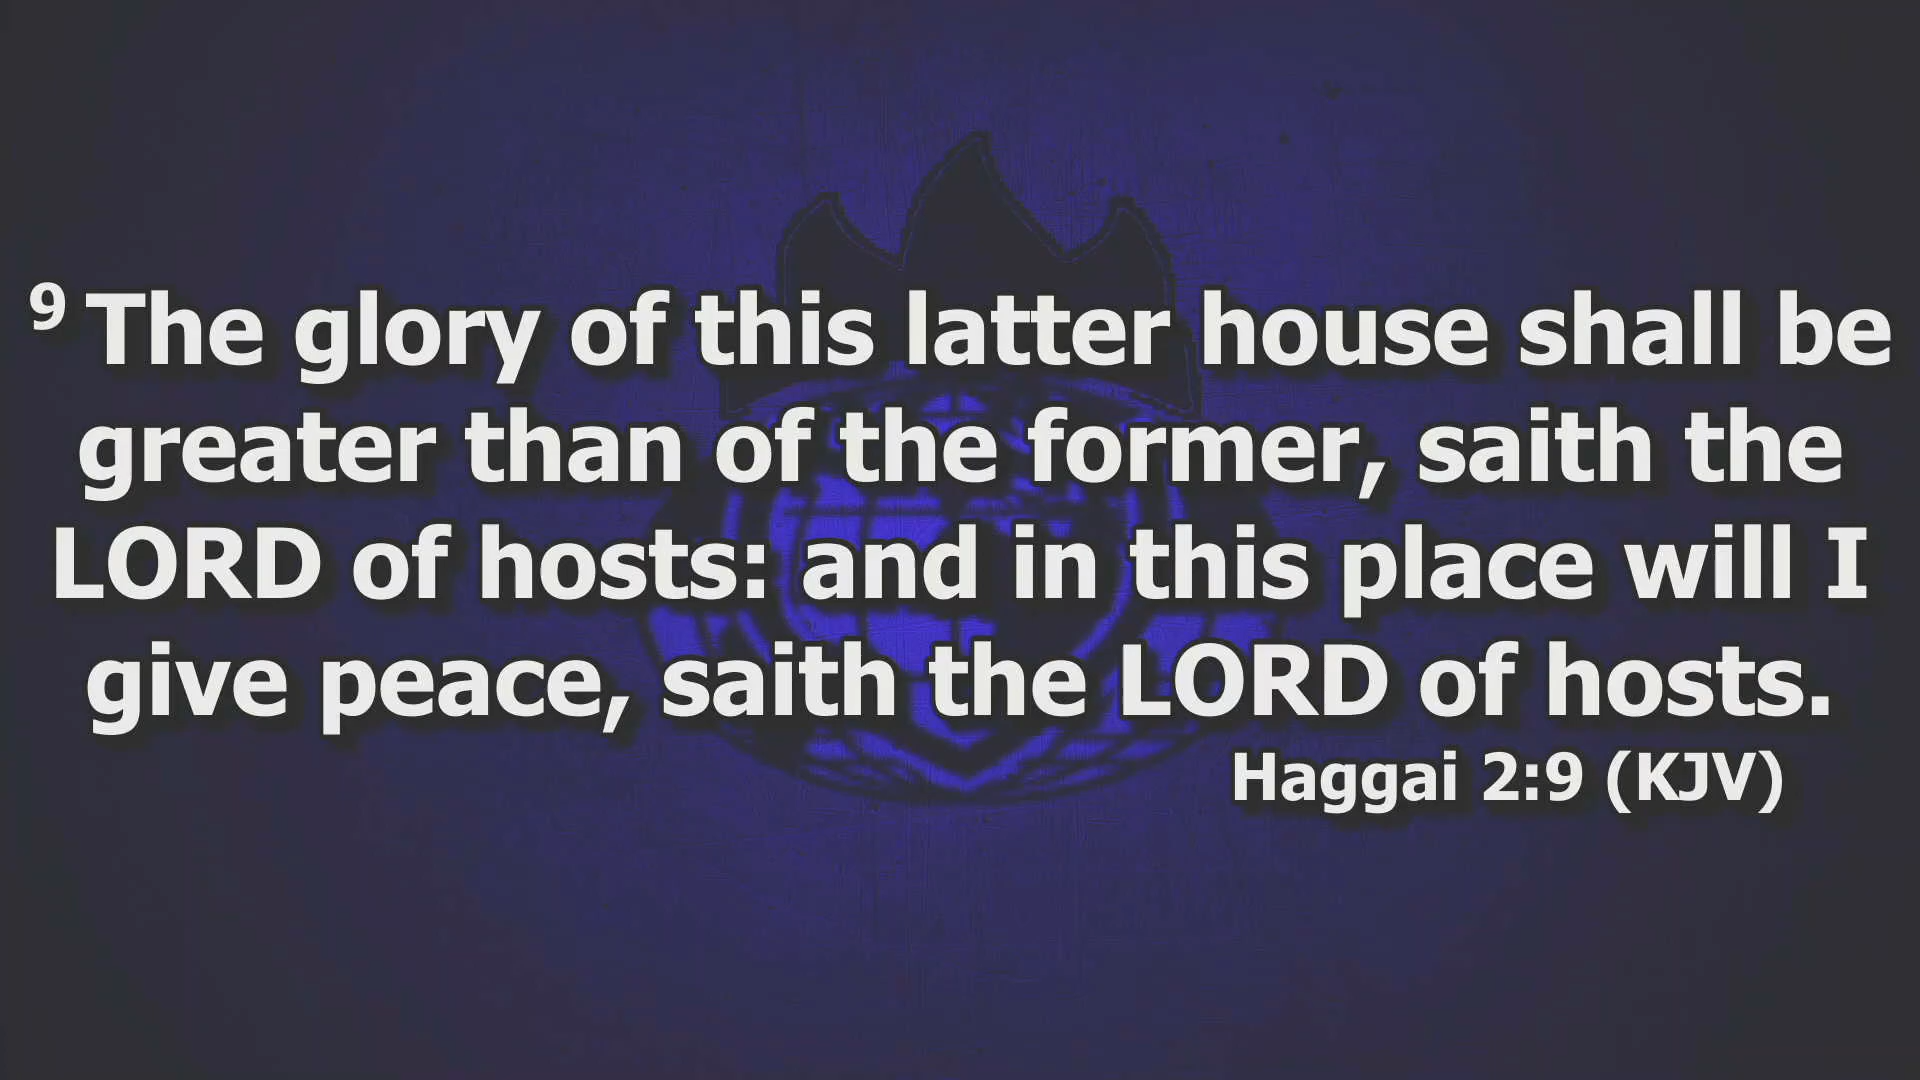 9 The glory of this latter house shall be
greater than of the former, saith the
LORD of hosts: and in this place will I
give peace, saith the LORD of hosts.
Haggai 2:9 (KJV)